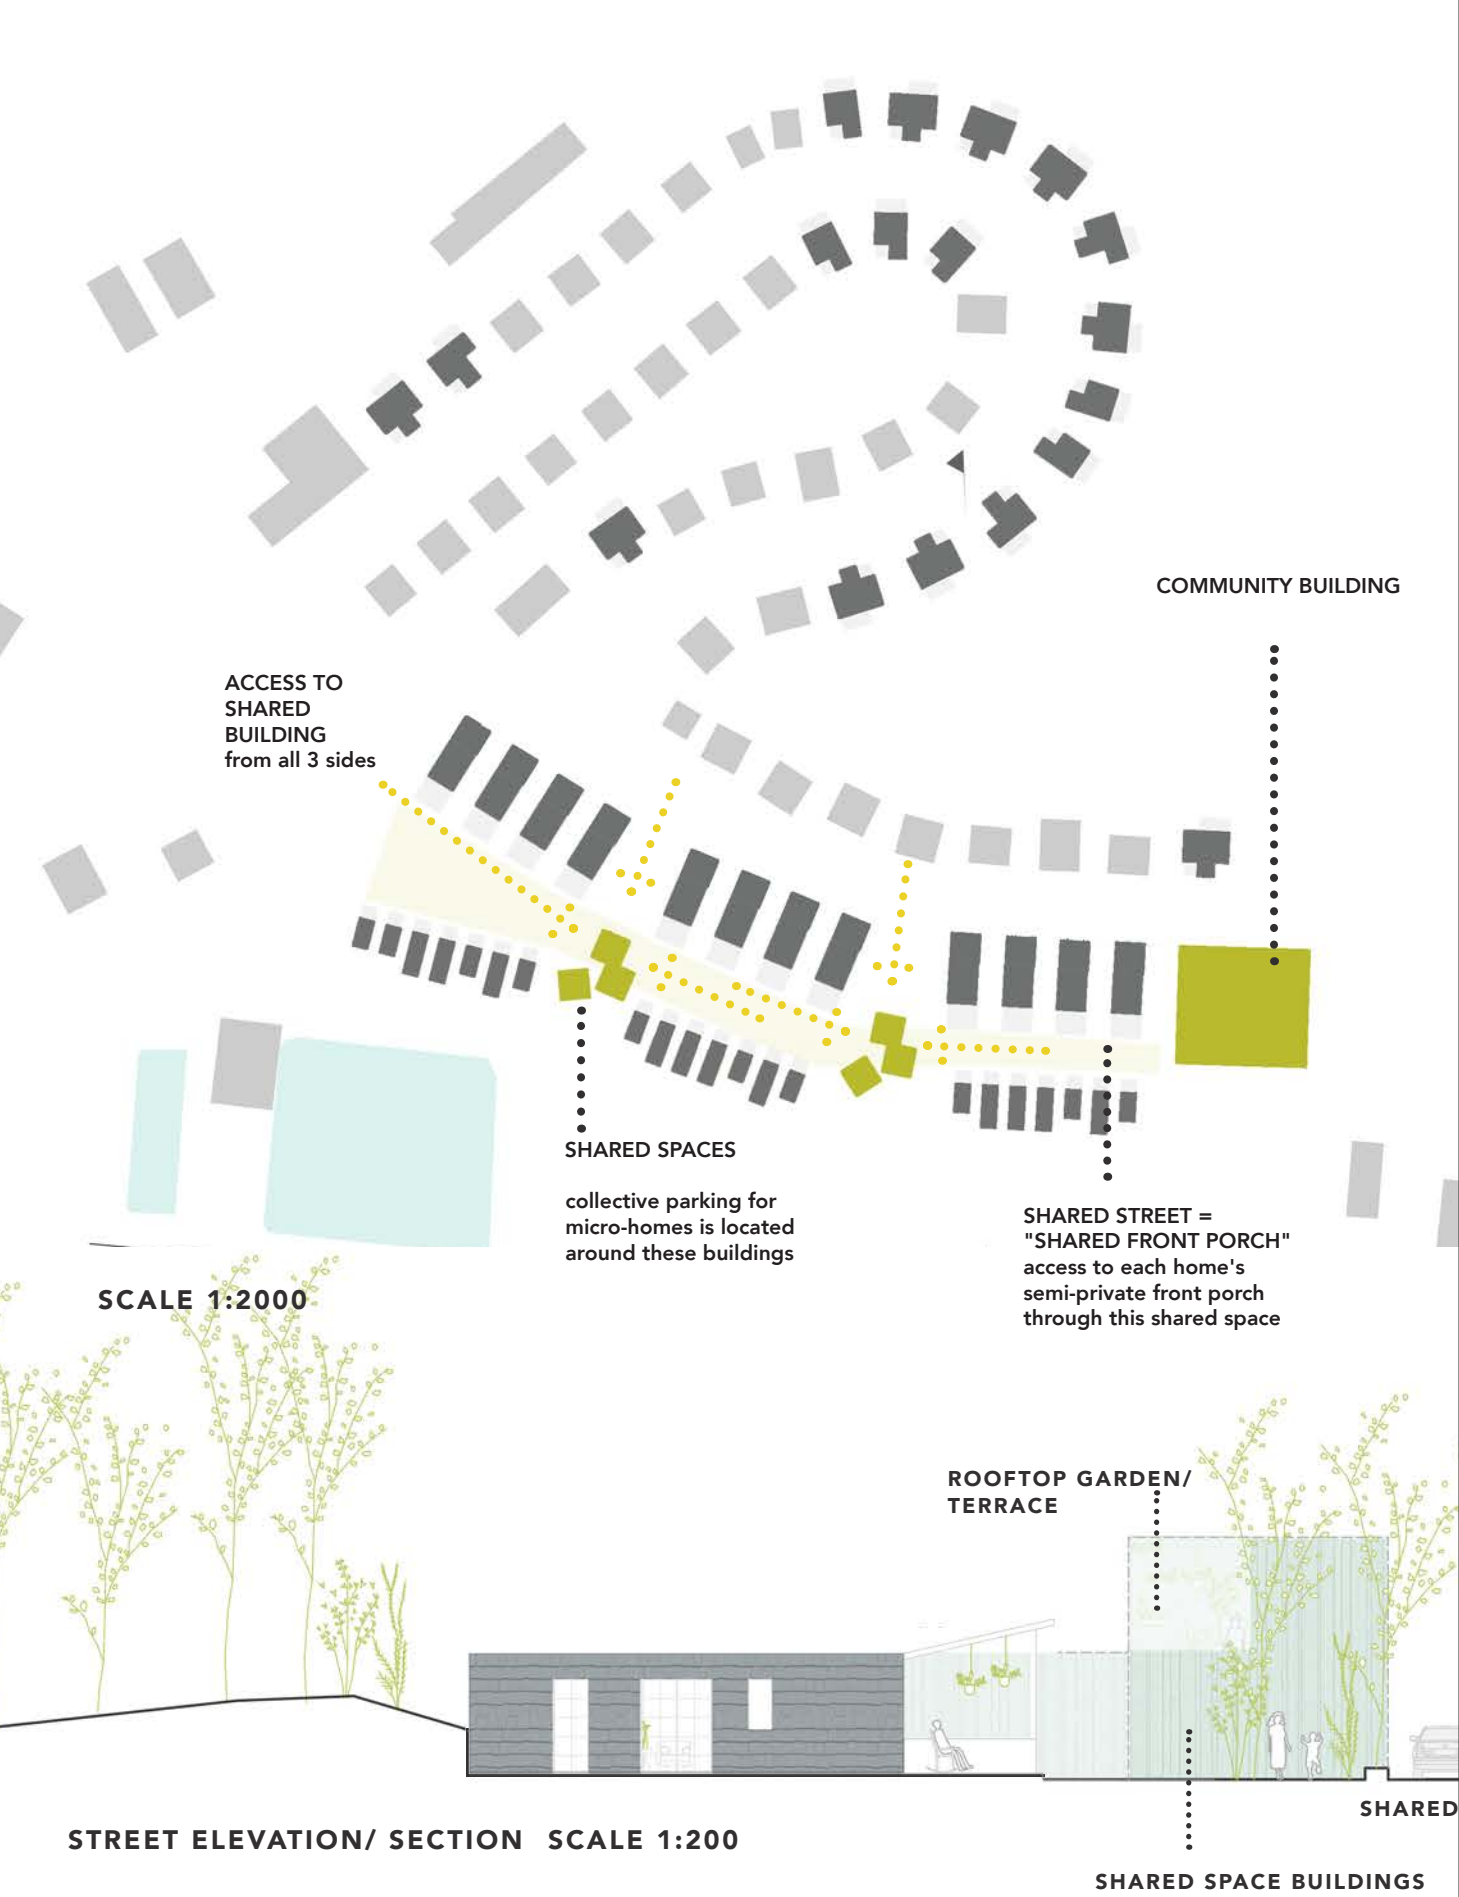 COMMUNITY BUILDING
ACCESS TO
SHARED
BUILDING
from all 3 sides
SHARED SPACES
collective parking for
micro-homes is located
around these buildings
SHARED STREET =
"SHARED FRONT PORCH"
access to each home's
semi-private front porch
through this shared space
SCALE 1:2000
ROOFTOP GARDEN/
TERRACE
SHARED
STREET ELEVATION/ SECTION SCALE 1:200
SHARED SPACE BUILDINGS